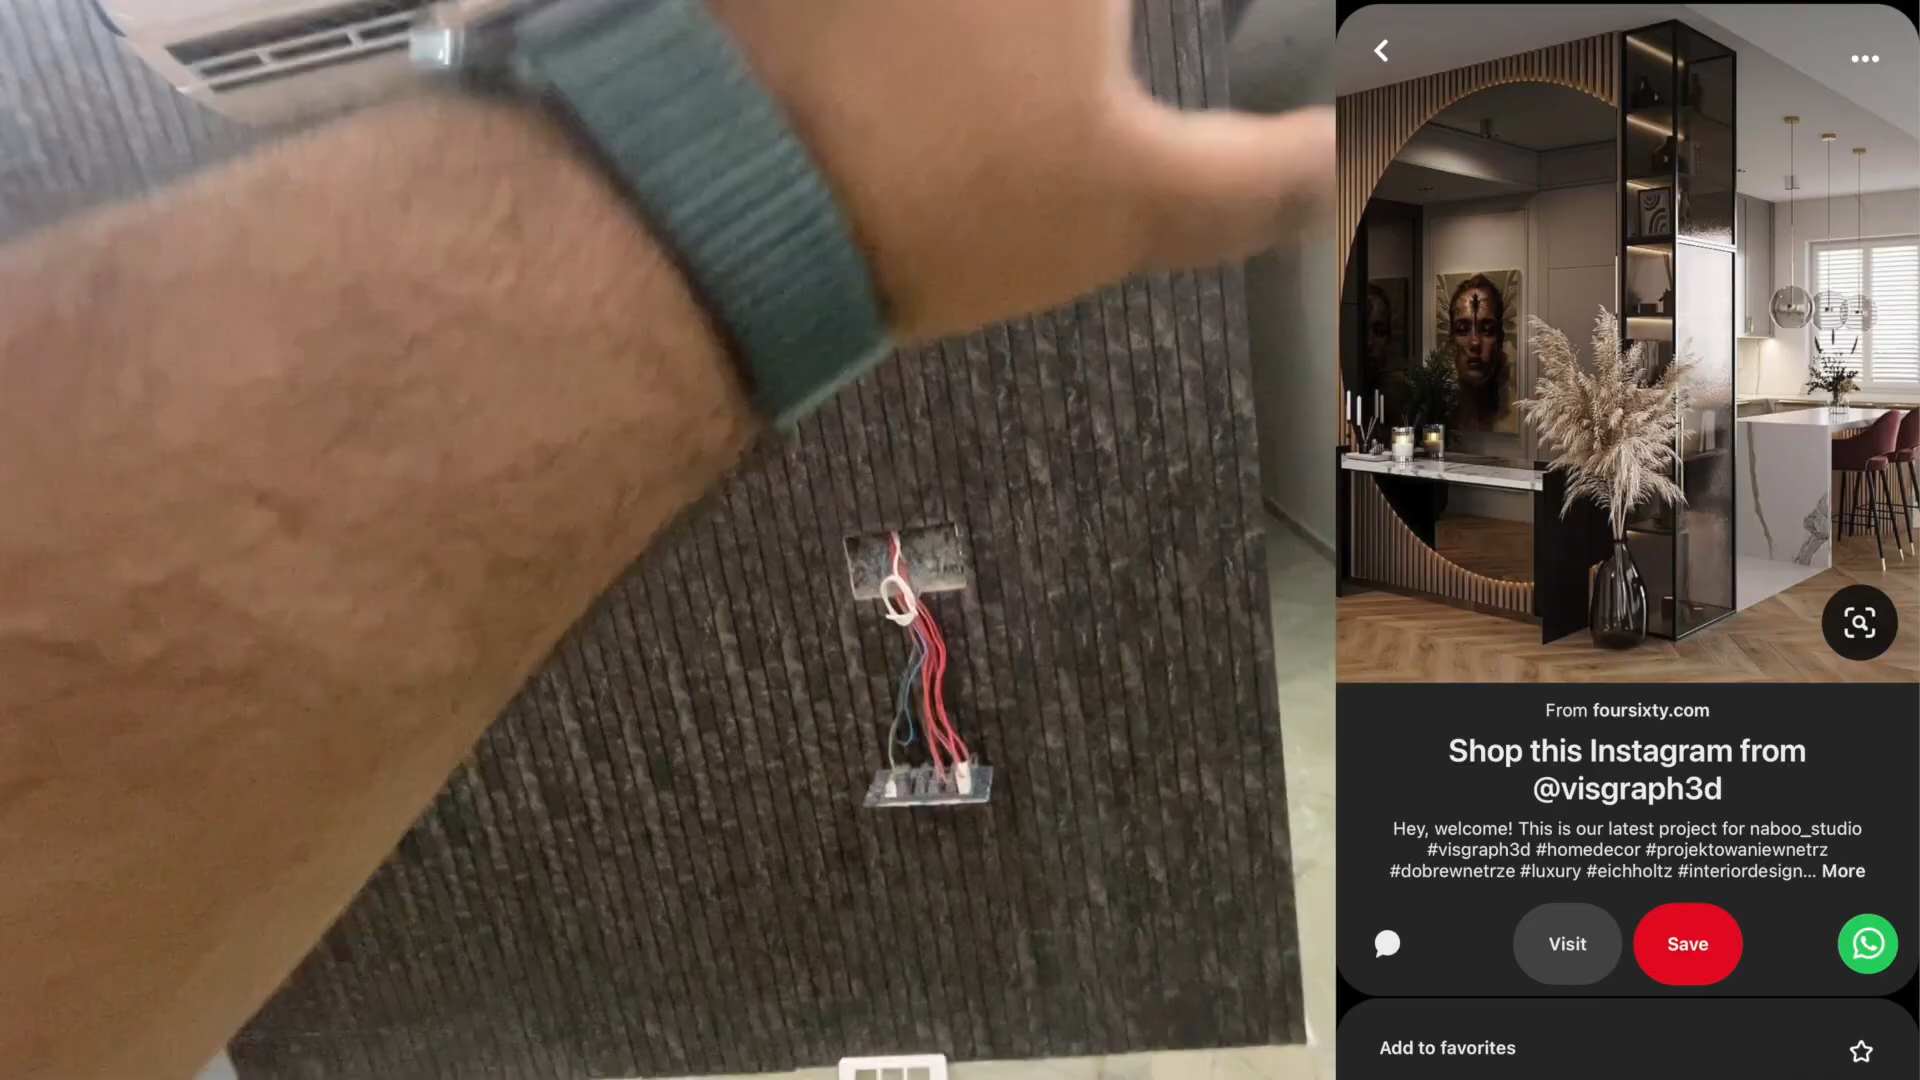 From foursixty.com
Shop this Instagram from
@visgraph3d
Hey, welcome! This is our latest project for naboo_studio
#visgraph3d #homedecor #projektowaniewnetrz
#dobrewnetrze #luxury #eichholtz #interiordesign... More
Visit
Save
Add to favorites